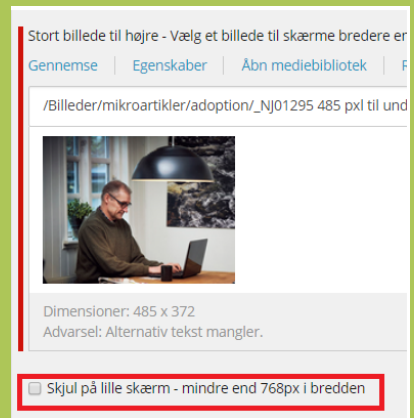 Stort billede til højre - Vælg et billede til skærme bredere er
Gennemse | Egenskaber | Åbn mediebibliotek |
/Billeder/mikroartikler/adoption/_NJ01295 485 pxl til und
Dimensioner: 485 x 372
Advarsel: Alternativ tekst mangler.
Skjul på lille skærm - mindre end 768px i bredden